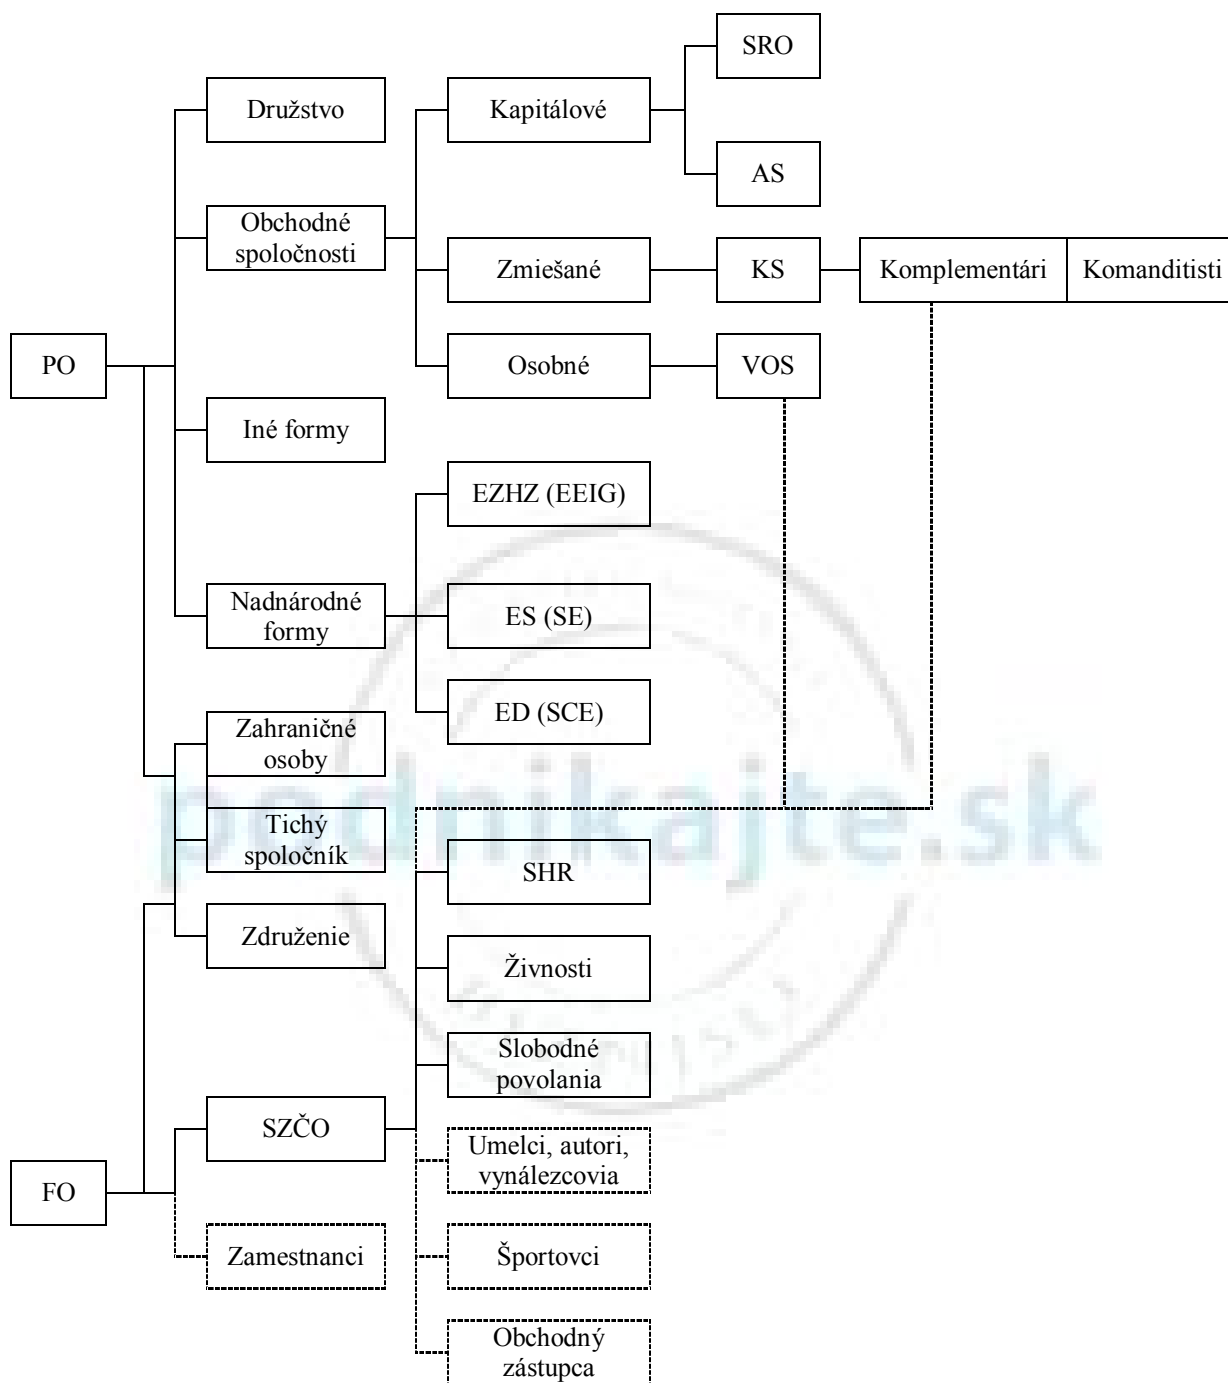 SRO
Družstvo
Kapitálové
AS
Obchodné
spoločnosti
Zmiešané
KS
Komplementári
Komanditisti
PO
Osobné
VOS
Iné formy
EZHZ (EEIG)
Nadnárodné
formy
ES (SE)
ED (SCE)
Zahraničné
osoby
podnikajte.sk
Tichý
spoločník
SHR
Združenie
Živnosti
Slobodné
povolania
SZČO
Umelci, autori,
vynálezcovia
FO
Zamestnanci
Športovci
Obchodný
zástupca